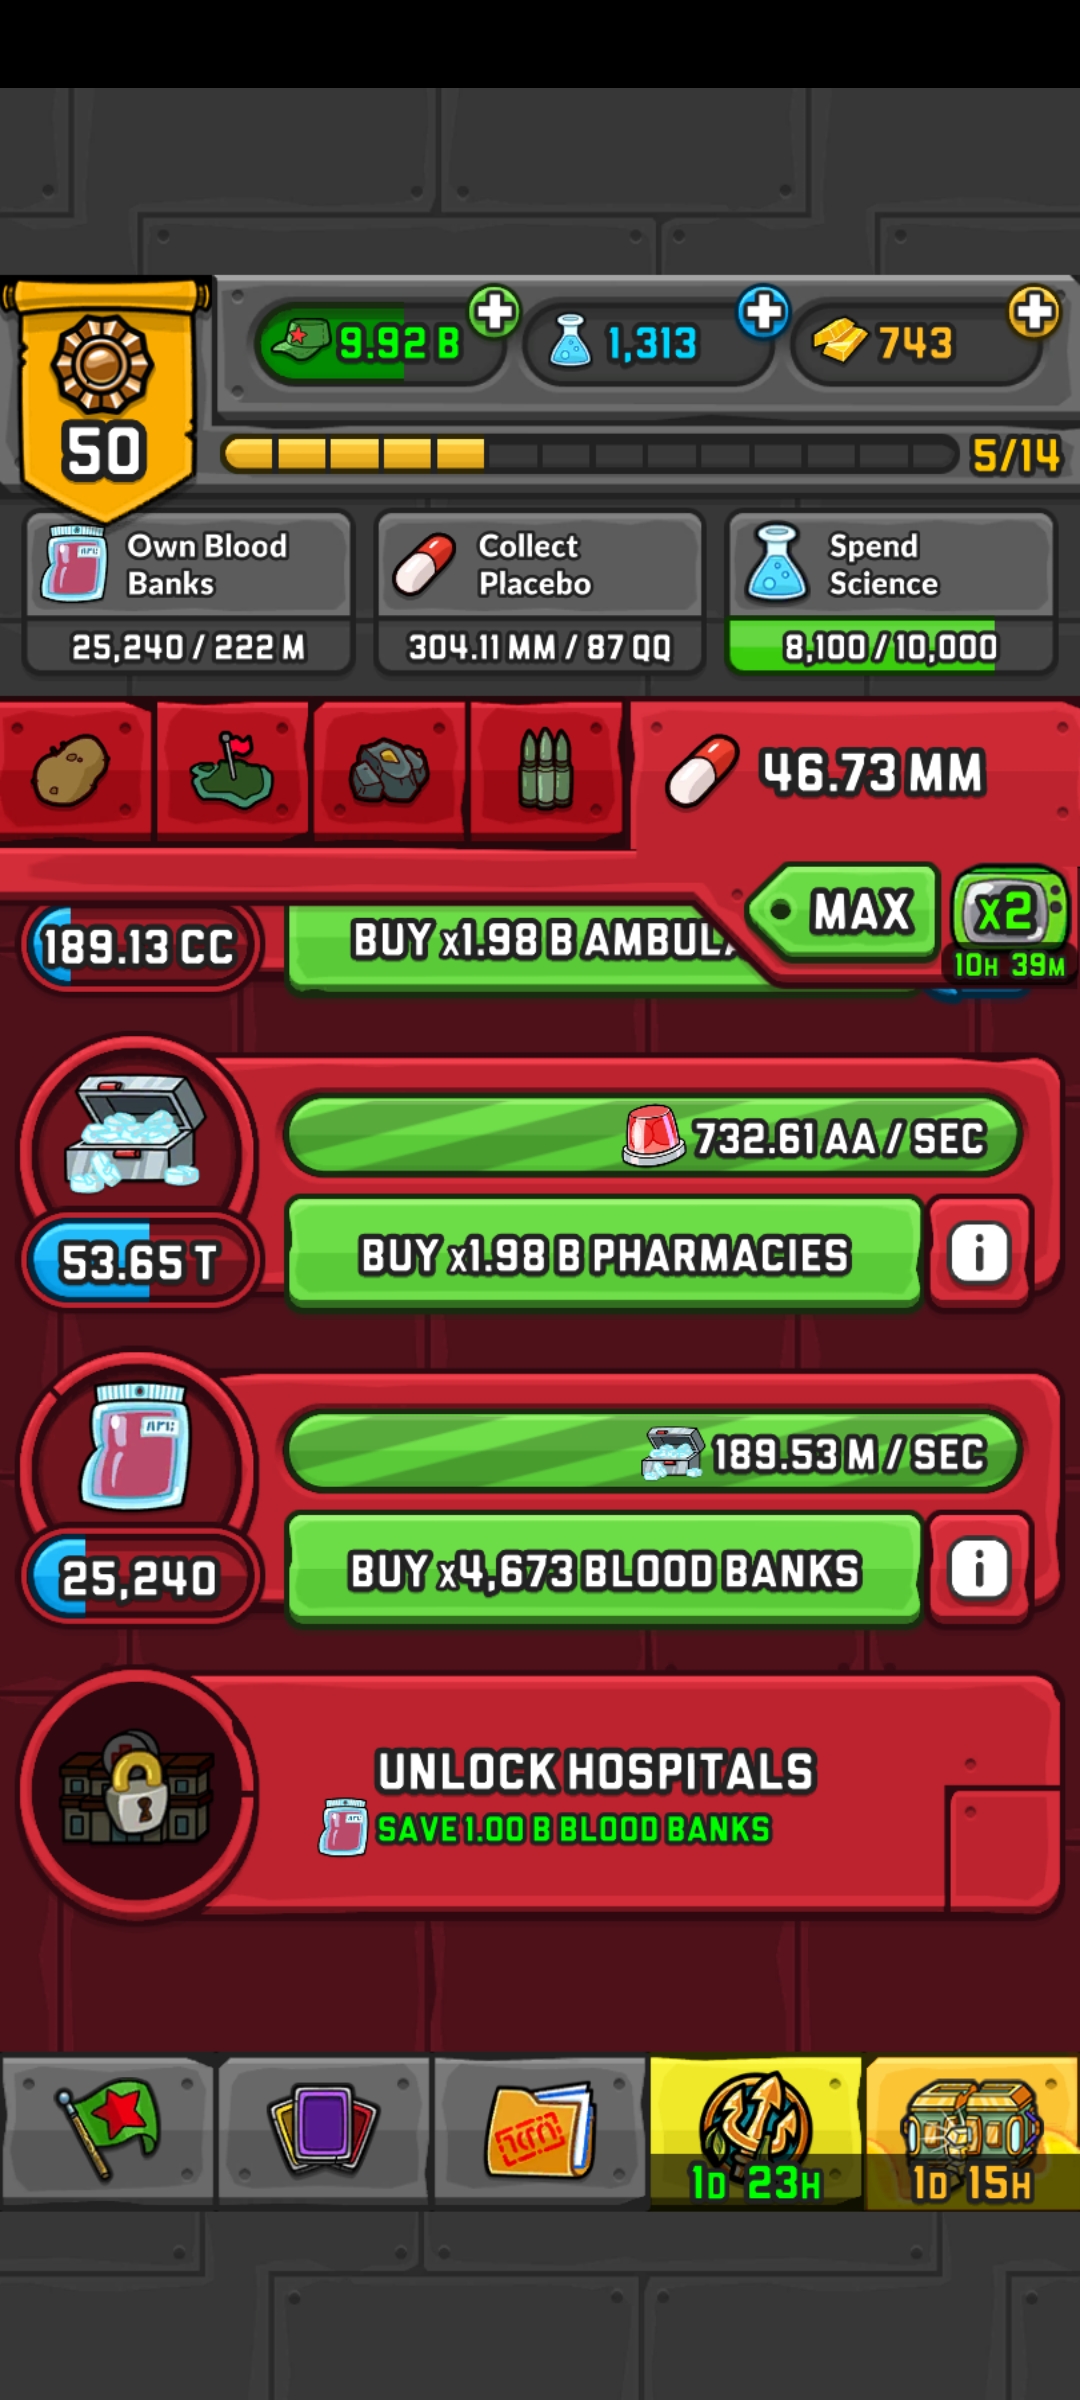 50
9.92 B
1,313
743
5/14
Own Blood
Banks
25,240 / 222 M
Collect
Placebo
304.11 MM / 87 QQ
Spend
Science
8,100 / 10,000
46.73 MM
MAX
x2
10H 39M
189.13 CC
BUY x1.98 B AMBUL
732.61 AA / SEC
53.65 T
BUY x1.98 B PHARMACIES
i
189.53 M / SEC
25,240
BUY x4,673 BLOOD BANKS
i
UNLOCK HOSPITALS
SAVE 1.00 B BLOOD BANKS
1D 23H
1D 15H